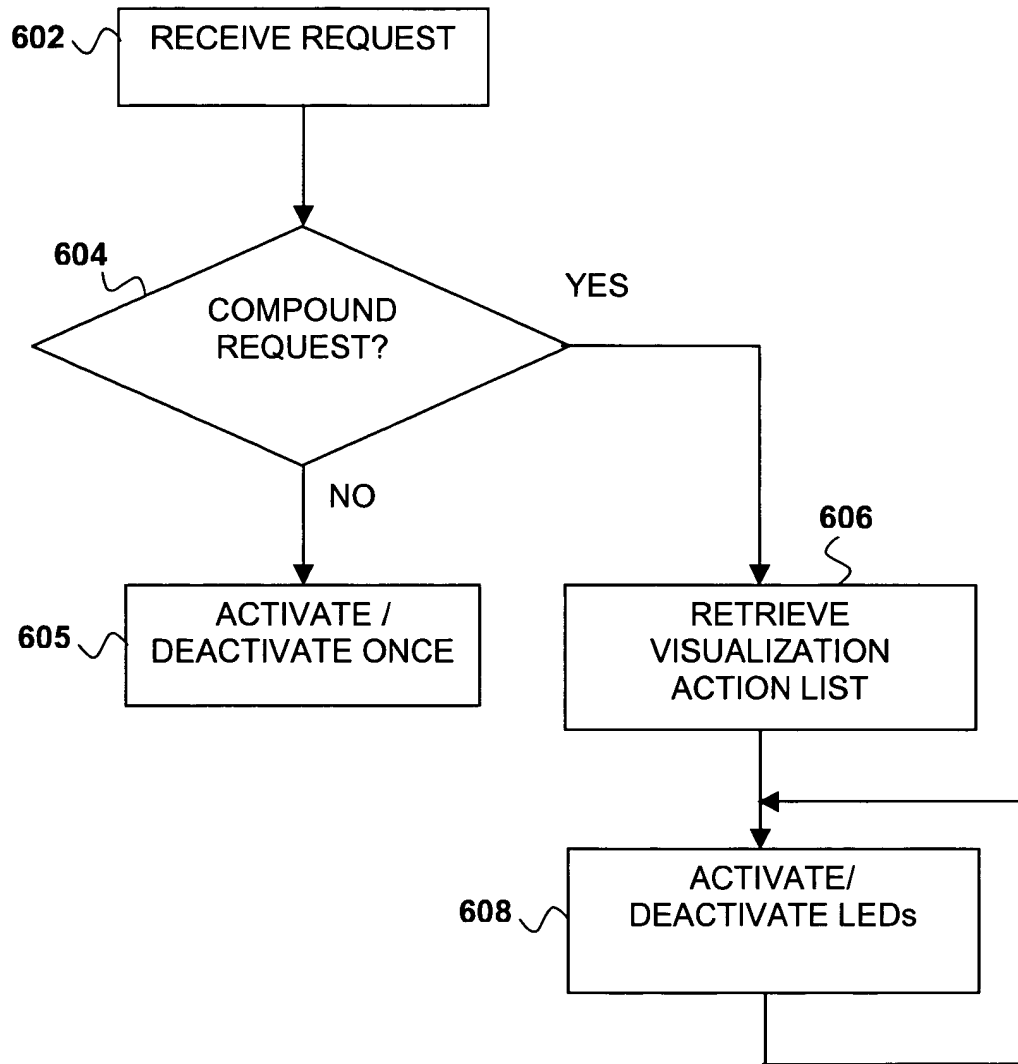 602
RECEIVE REQUEST
604
COMPOUND
REQUEST?
YES
NO
605
ACTIVATE /
DEACTIVATE ONCE
606
RETRIEVE
VISUALIZATION
ACTION LIST
608
ACTIVATE/
DEACTIVATE LEDs